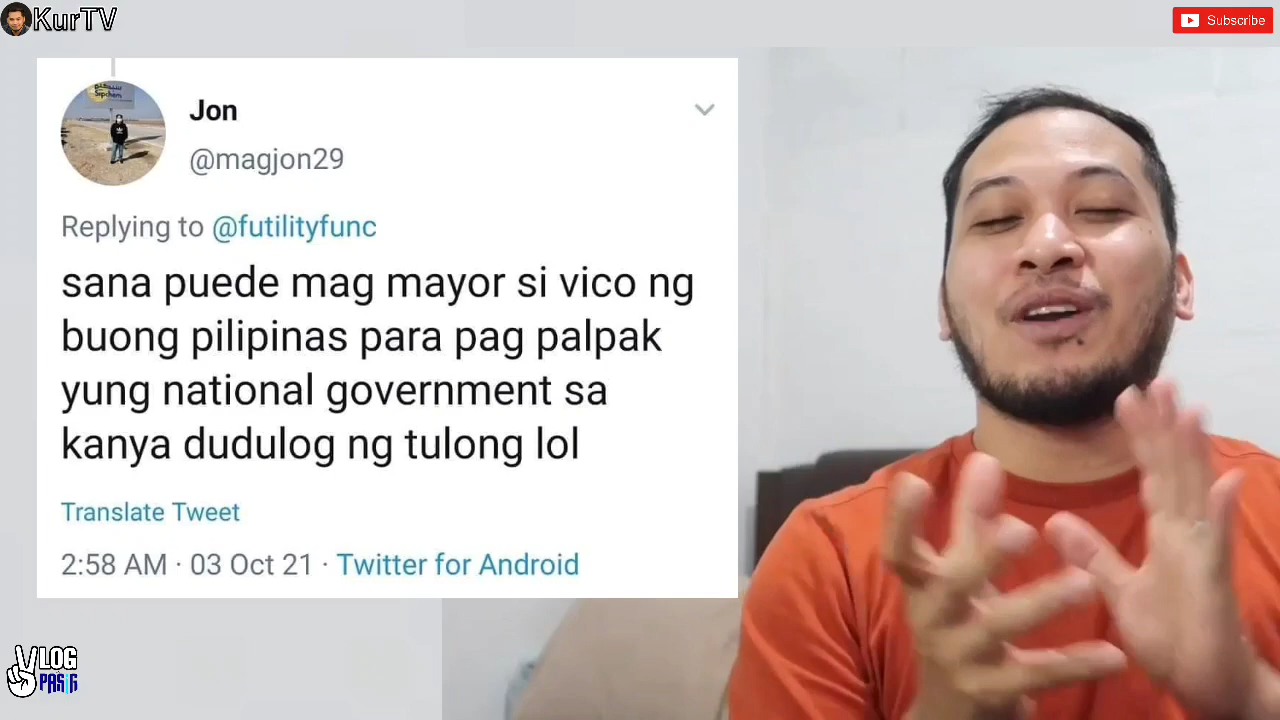 KurTV
Subscribe
Sipchem
Jon
@magjon29
Replying to @futilityfunc
sana puede mag mayor si vico ng
buong pilipinas para pag palpak
yung national government sa
kanya dudulog ng tulong lol
Translate Tweet
2:58 AM · 03 Oct 21 · Twitter for Android
VLOG
PASIG